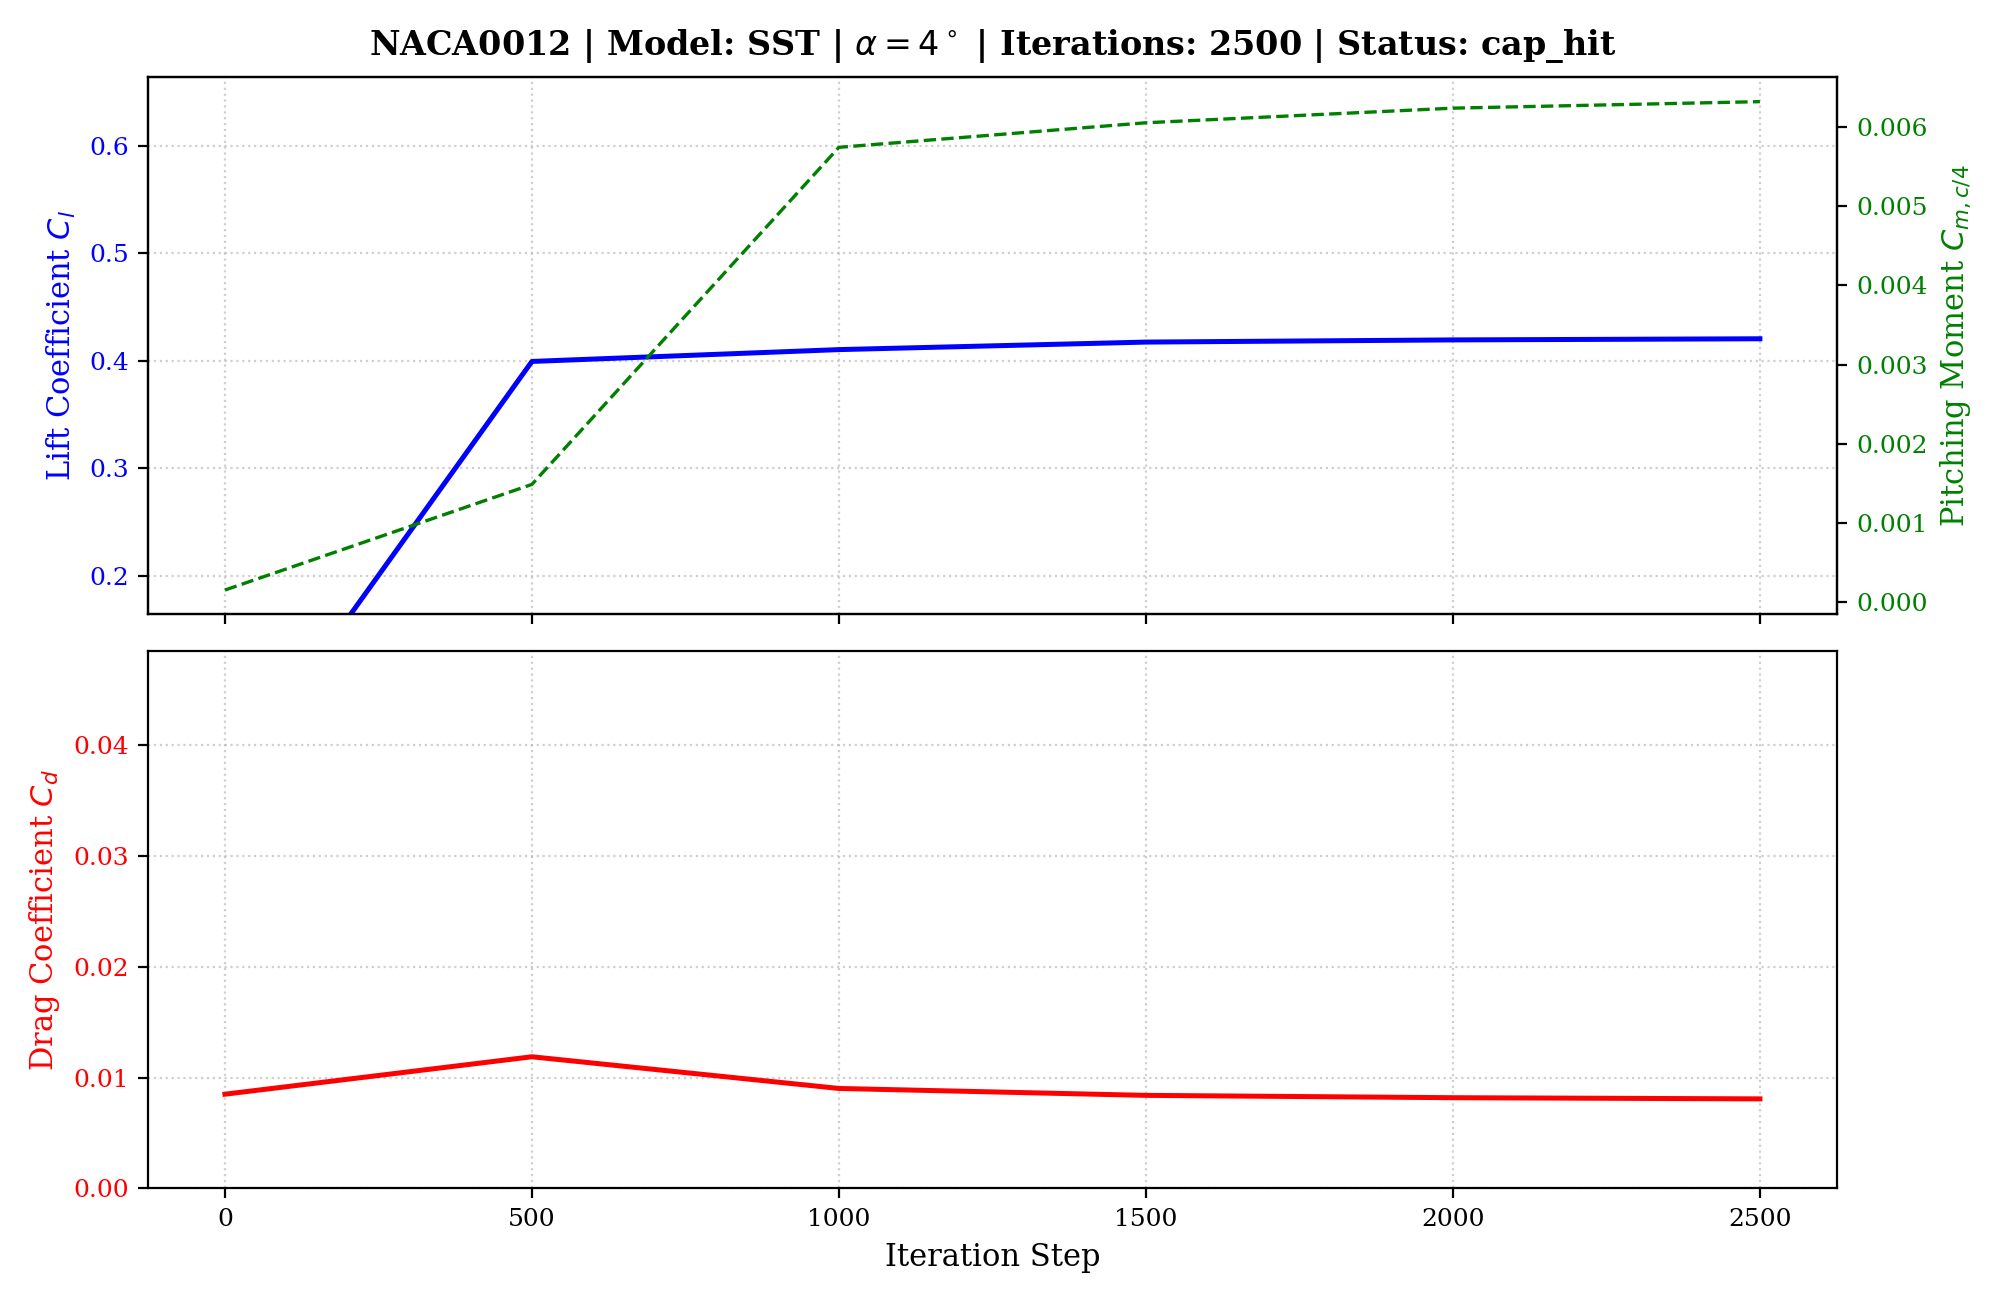 NACA0012 | Model: SST | α = 4° | Iterations: 2500 | Status: cap_hit
Lift Coefficient C_l
0.6
0.5
0.4
0.3
0.2
0.006
0.005
0.004
0.003
0.002
0.001
0.000
Pitching Moment C_{m, c/4}
Drag Coefficient C_d
0.04
0.03
0.02
0.01
0.00
0 500 1000 1500 2000 2500
Iteration Step